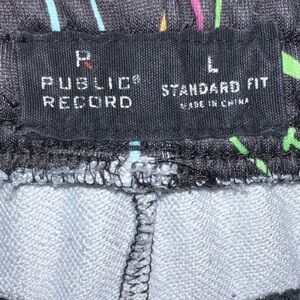 R
PUBLIC®
RECORD
L
STANDARD FIT
MADE IN CHINA